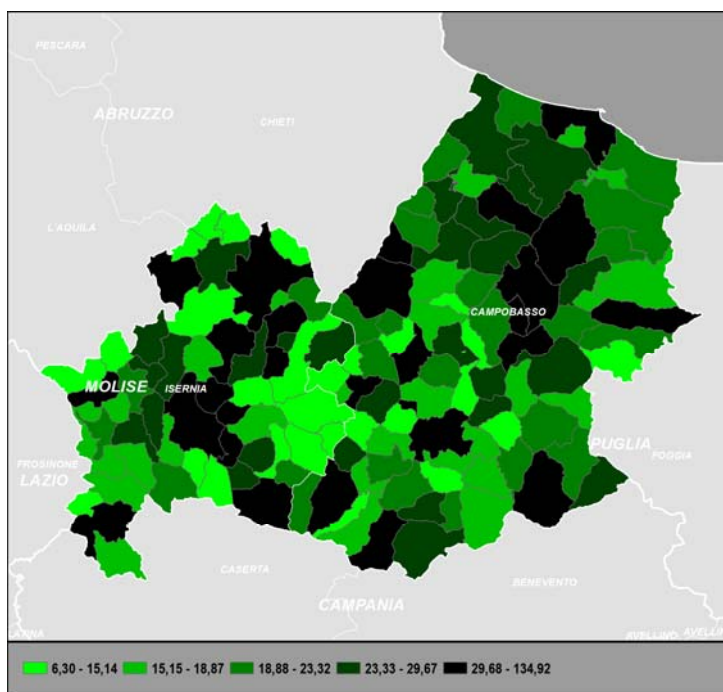 PESCARA
ABRUZZO
CHIETI
L'AQUILA
CAMPOBASSO
MOLISE
ISERNIA
PUGLIA
FOGGIA
FROSINONE
LAZIO
CASERTA
BENEVENTO
CAMPANIA
AVELLINO
6,30 - 15,14
15,15 - 18,87
18,88 - 23,32
23,33 - 29,67
29,68 - 134,92